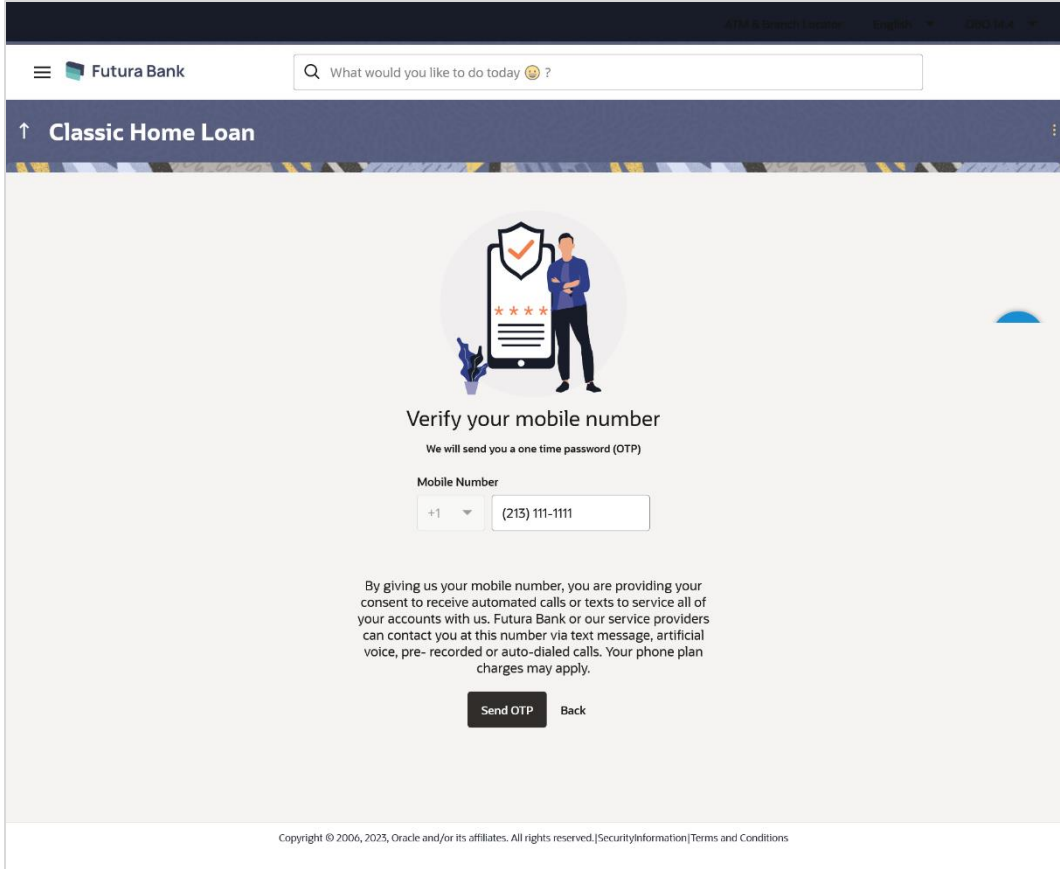 ATM & Branch Locator English
Futura Bank
What would you like to do today 😀 ?
Classic Home Loan
* * * *
Verify your mobile number
We will send you a one time password (OTP)
Mobile Number
+1
(213) 111-1111
By giving us your mobile number, you are providing your
consent to receive automated calls or texts to service all of
your accounts with us. Futura Bank or our service providers
can contact you at this number via text message, artificial
voice, pre- recorded or auto-dialed calls. Your phone plan
charges may apply.
Send OTP Back
Copyright © 2006, 2023, Oracle and/or its affiliates. All rights reserved.|SecurityInformation|Terms and Conditions